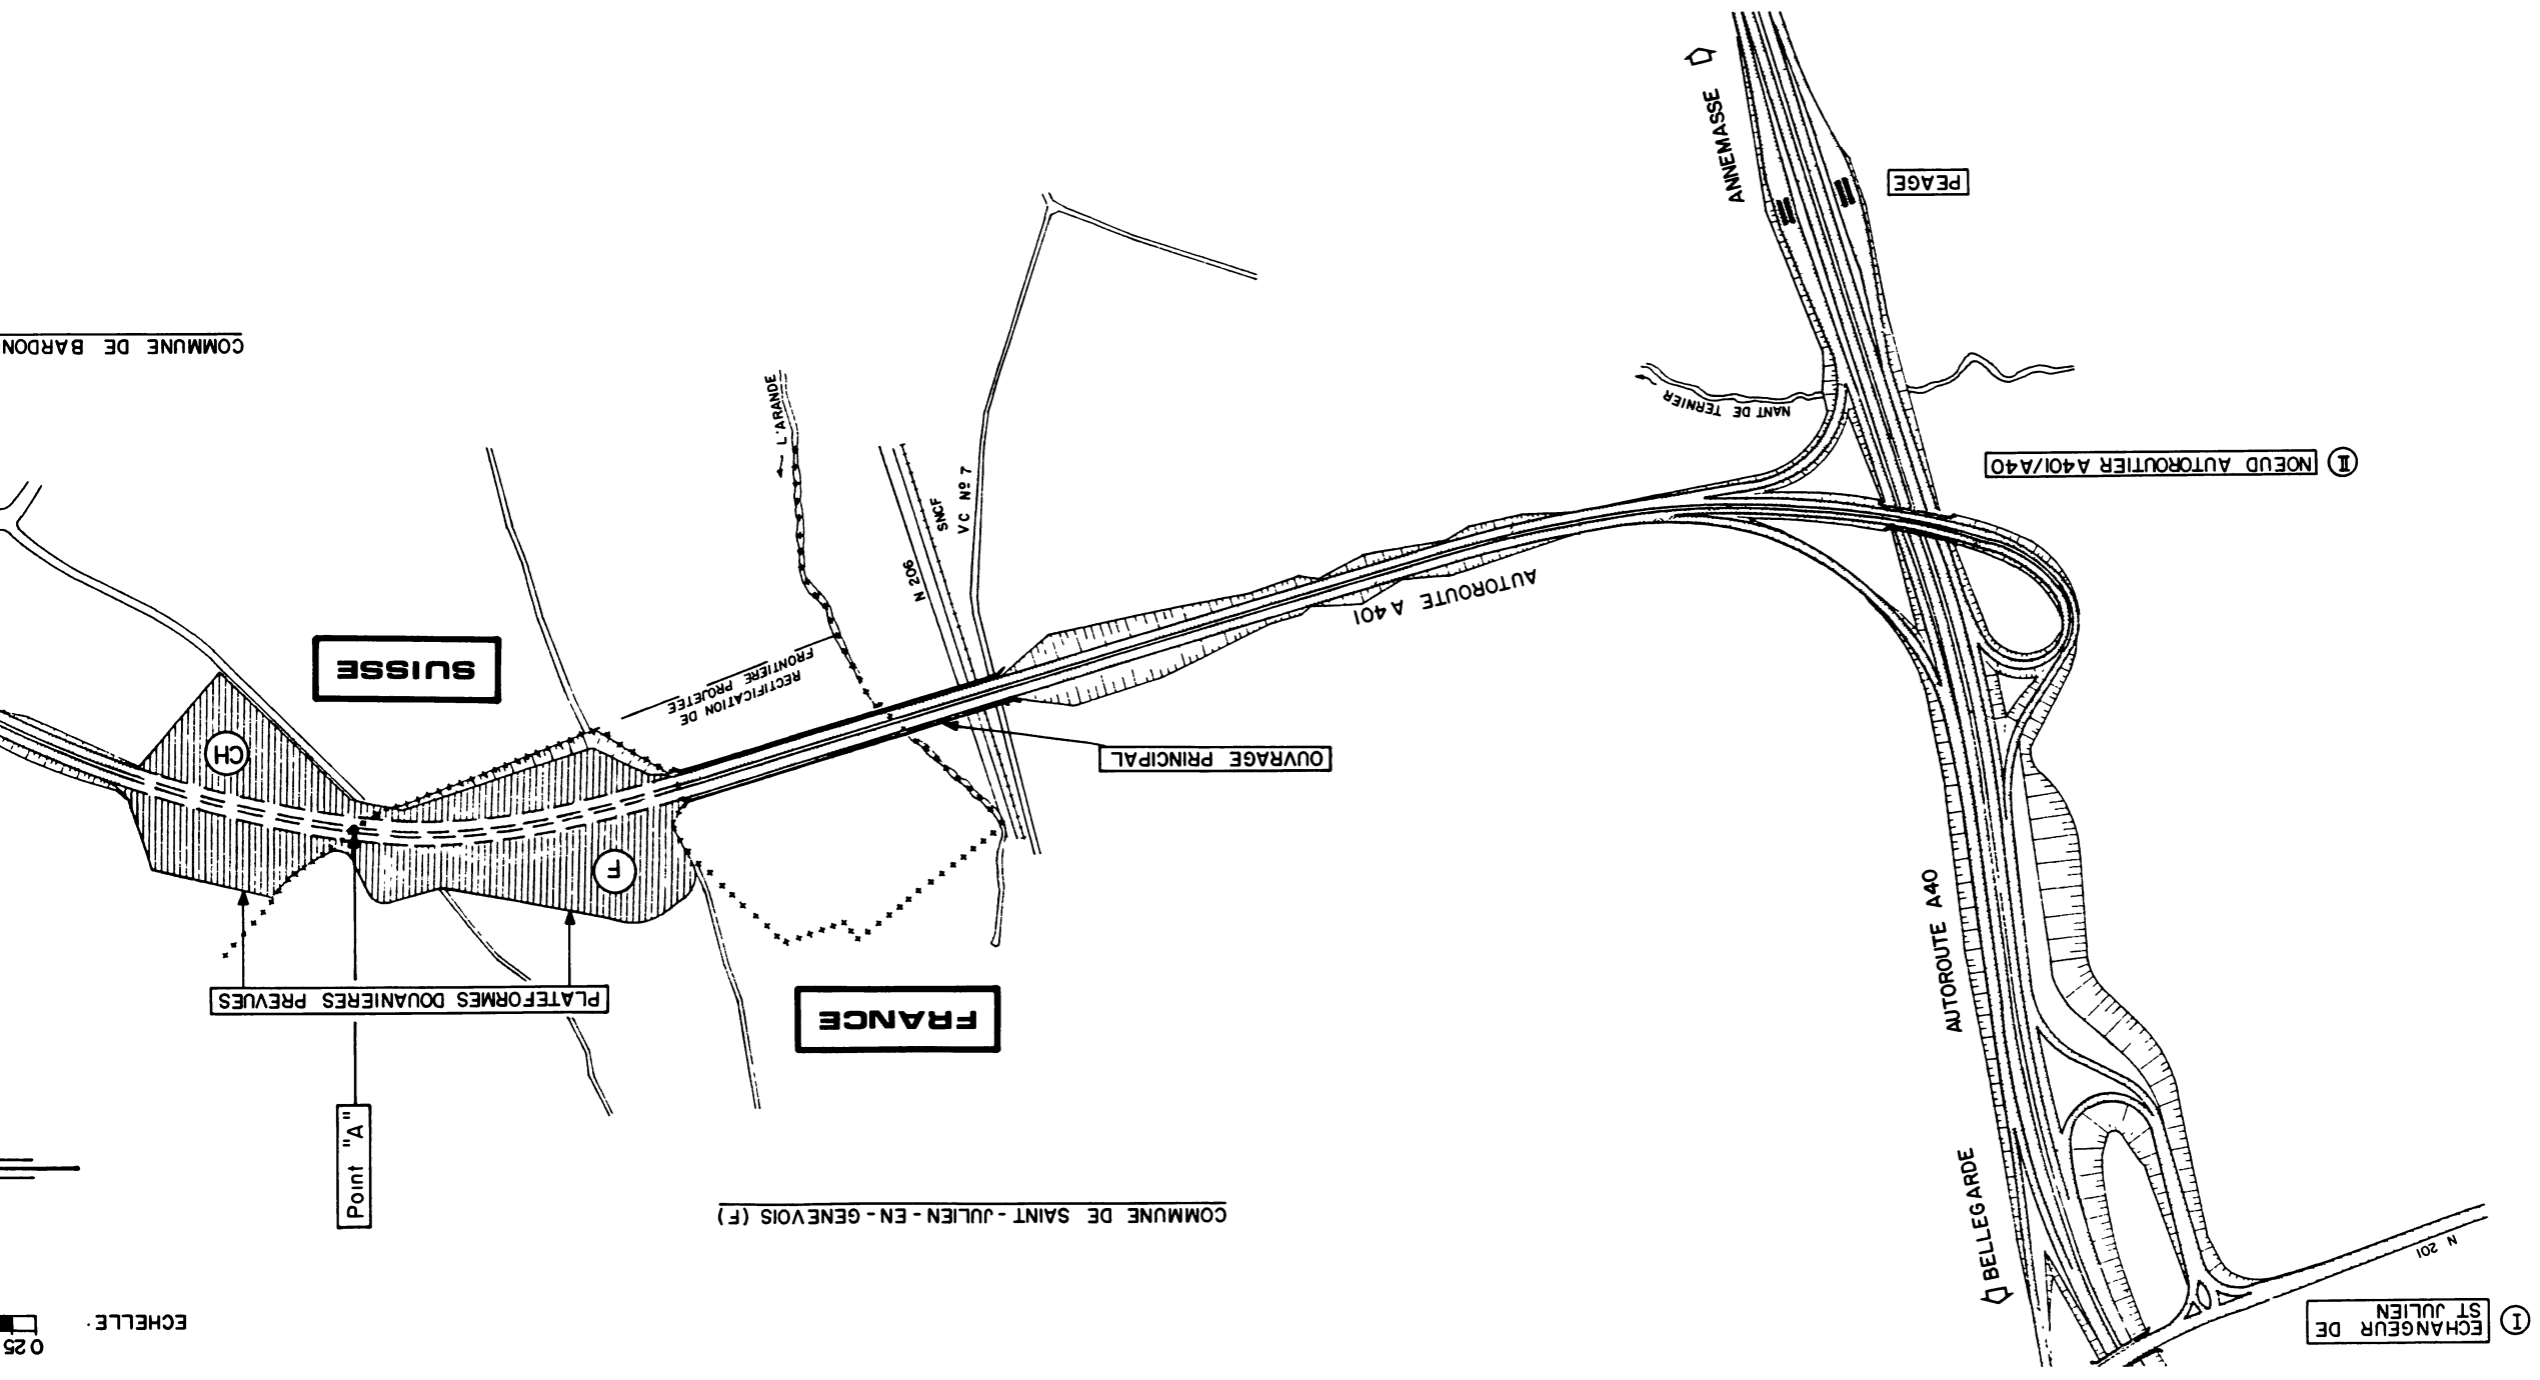 I
ECHANGEUR DE
ST JULIEN
0 25
ECHELLE
N 201
BELLEGARDE
COMMUNE DE SAINT - JULIEN - EN - GENEVOIS (F)
Point "A"
FRANCE
PLATEFORMES DOUANIERES PREVUES
AUTOROUTE A40
F
OUVRAGE PRINCIPAL
CH
RECTIFICATION DE
FRONTIERE PROJETEE
SUISSE
AUTOROUTE A 401
N 206
SNCF
VC Nº 7
II
NOEUD AUTOROUTIER A401/A40
L'ARANDE
NANT DE TERNIER
COMMUNE DE BARDON
PEAGE
ANNEMASSE